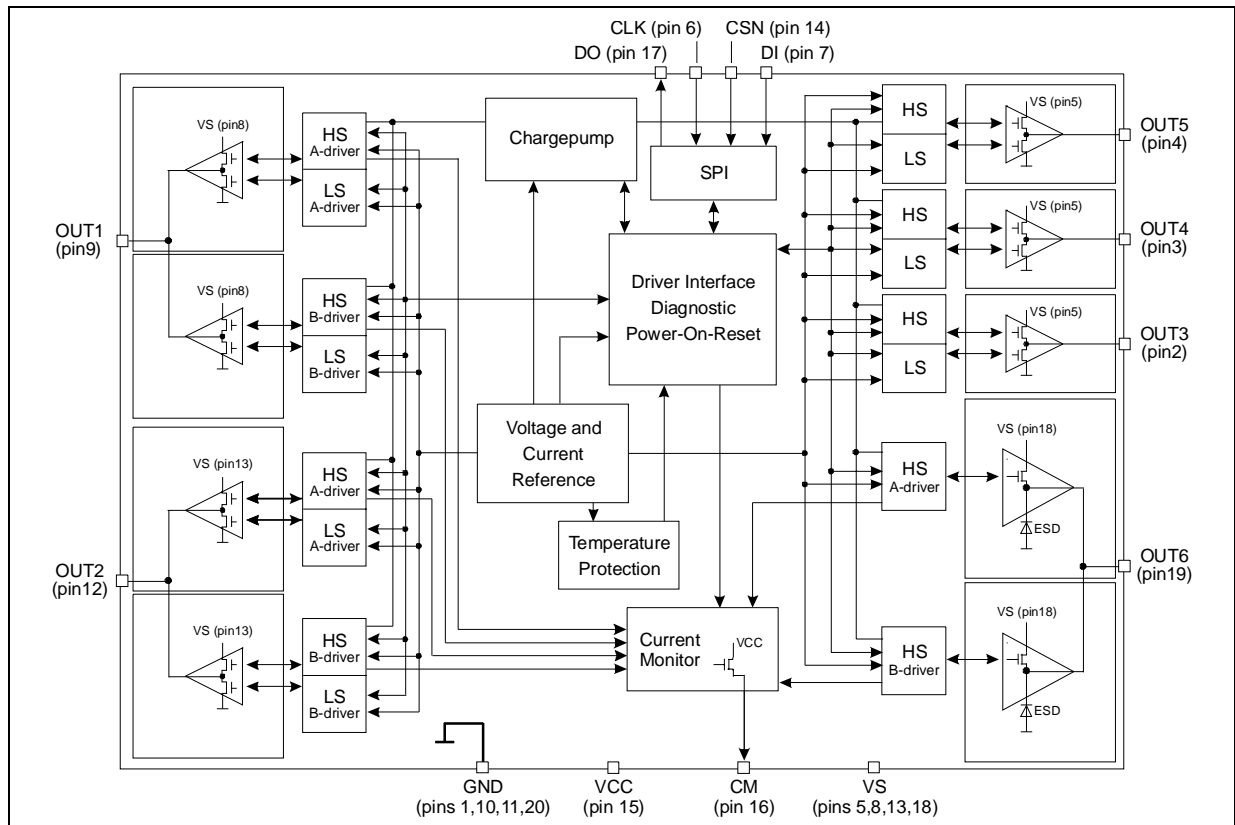 CLK (pin 6)
CSN (pin 14)
DO (pin 17)
DI (pin 7)
VS (pin8)
HS
A-driver
LS
A-driver
Chargepump
SPI
HS
LS
VS (pin5)
OUT5
(pin4)
OUT1
(pin9)
HS
LS
VS (pin5)
OUT4
(pin3)
VS (pin8)
HS
B-driver
LS
B-driver
Driver Interface
Diagnostic
Power-On-Reset
HS
LS
VS (pin5)
OUT3
(pin2)
Voltage and
Current
Reference
VS (pin13)
HS
A-driver
LS
A-driver
HS
A-driver
VS (pin18)
ESD
Temperature
Protection
OUT2
(pin12)
OUT6
(pin19)
VS (pin13)
HS
B-driver
LS
B-driver
Current
Monitor
VCC
HS
B-driver
VS (pin18)
ESD
GND
(pins 1,10,11,20)
VCC
(pin 15)
CM
(pin 16)
VS
(pins 5,8,13,18)